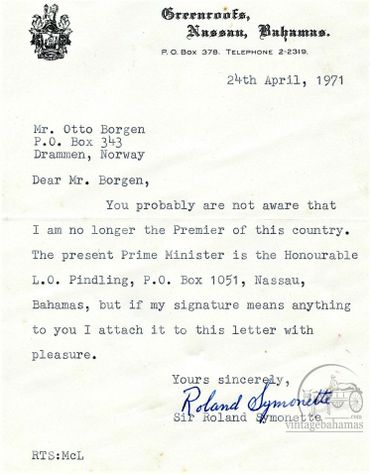 Greenroofs,
Nassau, Bahamas.
P.O. Box 378. Telephone 2-2319.
24th April, 1971
Mr. Otto Borgen
P.O. Box 343
Drammen, Norway
Dear Mr. Borgen,
You probably are not aware that
I am no longer the Premier of this country.
The present Prime Minister is the Honourable
L.O. Pindling, P.O. Box 1051, Nassau,
Bahamas, but if my signature means anything
to you I attach it to this letter with
pleasure.
Yours sincerely,
Roland Symonette
Sir Roland Symonette
vintagebahamas
RTS:McL